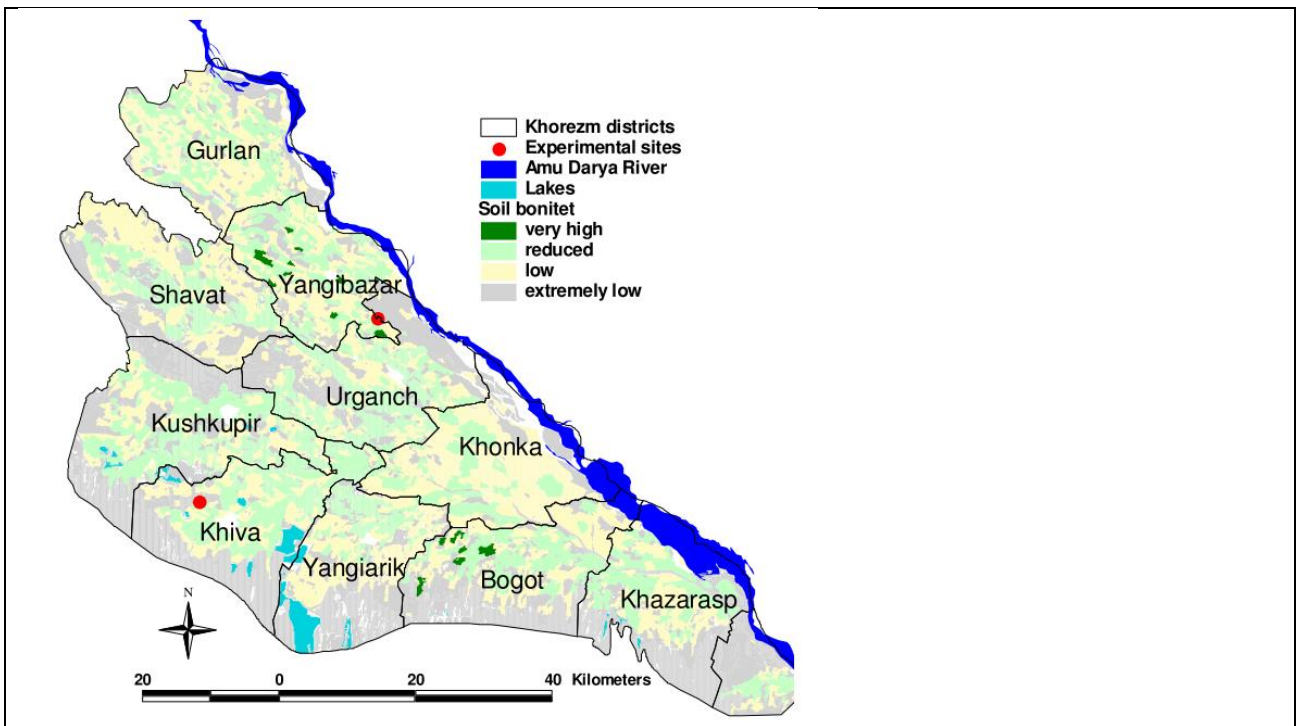 Gurlan
Khorezm districts
Experimental sites
Amu Darya River
Lakes
Soil bonitet
very high
reduced
low
extremely low
Yangibazar
Shavat
Urganch
Kushkupir
Khonka
Khiva
Yangiarik
Bogot
Khazarasp
N
20 0 20 40 Kilometers